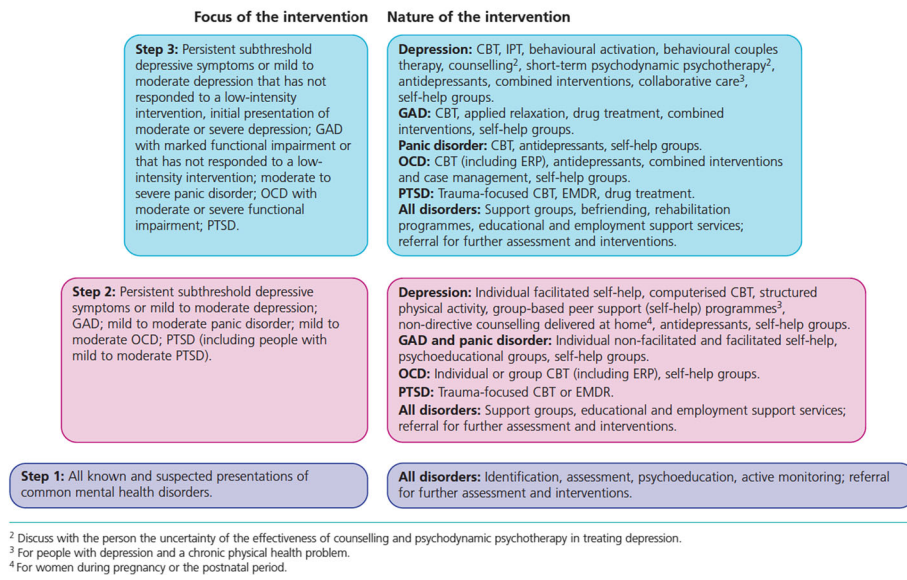 Focus of the intervention
Nature of the intervention
Step 3: Persistent subthreshold
depressive symptoms or mild to
moderate depression that has not
responded to a low-intensity
intervention, initial presentation of
moderate or severe depression; GAD
with marked functional impairment or
that has not responded to a low-
intensity intervention; moderate to
severe panic disorder; OCD with
moderate or severe functional
impairment; PTSD.
Depression: CBT, IPT, behavioural activation, behavioural couples
therapy, counselling², short-term psychodynamic psychotherapy²,
antidepressants, combined interventions, collaborative care³,
self-help groups.
GAD: CBT, applied relaxation, drug treatment, combined
interventions, self-help groups.
Panic disorder: CBT, antidepressants, self-help groups.
OCD: CBT (including ERP), antidepressants, combined interventions
and case management, self-help groups.
PTSD: Trauma-focused CBT, EMDR, drug treatment.
All disorders: Support groups, befriending, rehabilitation
programmes, educational and employment support services;
referral for further assessment and interventions.
Step 2: Persistent subthreshold depressive
symptoms or mild to moderate depression;
GAD; mild to moderate panic disorder; mild to
moderate OCD; PTSD (including people with
mild to moderate PTSD).
Depression: Individual facilitated self-help, computerised CBT, structured
physical activity, group-based peer support (self-help) programmes³,
non-directive counselling delivered at home⁴, antidepressants, self-help groups.
GAD and panic disorder: Individual non-facilitated and facilitated self-help,
psychoeducational groups, self-help groups.
OCD: Individual or group CBT (including ERP), self-help groups.
PTSD: Trauma-focused CBT or EMDR.
All disorders: Support groups, educational and employment support services;
referral for further assessment and interventions.
Step 1: All known and suspected presentations of
common mental health disorders.
All disorders: Identification, assessment, psychoeducation, active monitoring; referral
for further assessment and interventions.
² Discuss with the person the uncertainty of the effectiveness of counselling and psychodynamic psychotherapy in treating depression.
³ For people with depression and a chronic physical health problem.
⁴ For women during pregnancy or the postnatal period.